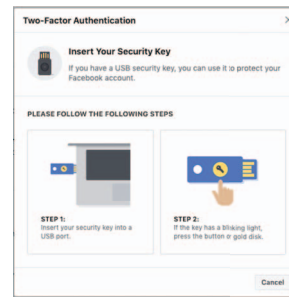 Two-Factor Authentication
Insert Your Security Key
If you have a USB security key, you can use it to protect your
Facebook account.
PLEASE FOLLOW THE FOLLOWING STEPS
STEP 1:
Insert your security key into a
USB port.
STEP 2:
If the key has a blinking light,
press the button or gold disk.
Cancel